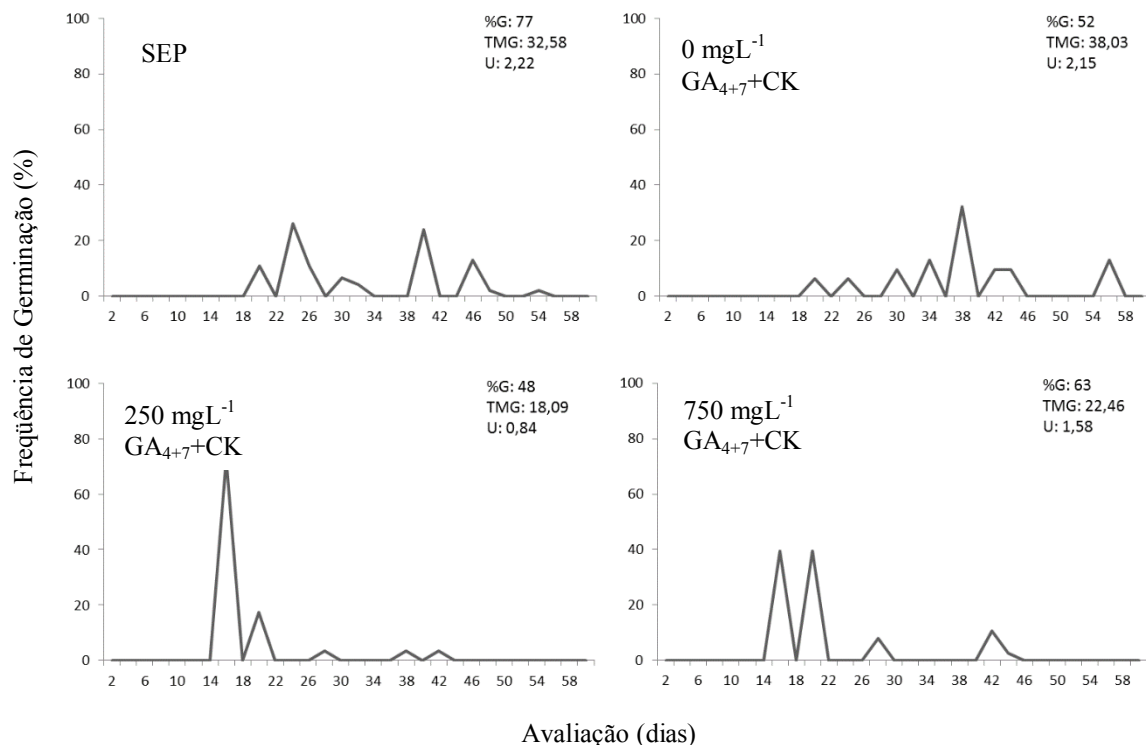 Freqüência de Germinação (%)
SEP
%G: 77
TMG: 32,58
U: 2,22
100
80
60
40
20
0
2 6 10 14 18 22 26 30 34 38 42 46 50 54 58
0 mgL⁻¹
GA₄₊₇+CK
%G: 52
TMG: 38,03
U: 2,15
100
80
60
40
20
0
2 6 10 14 18 22 26 30 34 38 42 46 50 54 58
250 mgL⁻¹
GA₄₊₇+CK
%G: 48
TMG: 18,09
U: 0,84
100
80
60
40
20
0
2 6 10 14 18 22 26 30 34 38 42 46 50 54 58
750 mgL⁻¹
GA₄₊₇+CK
%G: 63
TMG: 22,46
U: 1,58
100
80
60
40
20
0
2 6 10 14 18 22 26 30 34 38 42 46 50 54 58
Avaliação (dias)